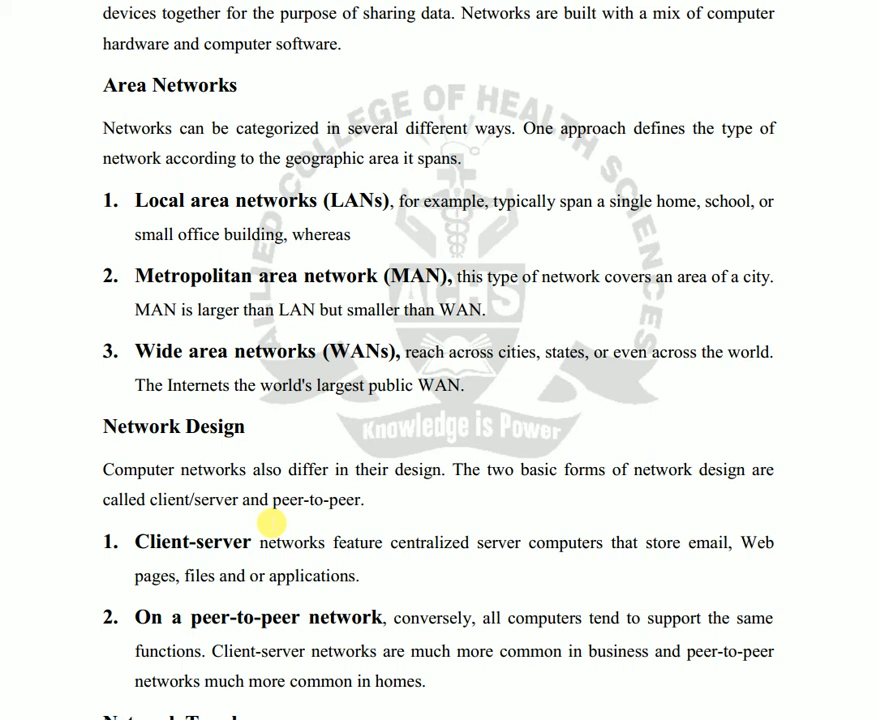 devices together for the purpose of sharing data. Networks are built with a mix of computer
hardware and computer software.
Area Networks
Networks can be categorized in several different ways. One approach defines the type of
network according to the geographic area it spans.
1. Local area networks (LANs), for example, typically span a single home, school, or
small office building, whereas
2. Metropolitan area network (MAN), this type of network covers an area of a city.
MAN is larger than LAN but smaller than WAN.
3. Wide area networks (WANs), reach across cities, states, or even across the world.
The Internets the world's largest public WAN.
Network Design
Computer networks also differ in their design. The two basic forms of network design are
called client/server and peer-to-peer.
1. Client-server networks feature centralized server computers that store email, Web
pages, files and or applications.
2. On a peer-to-peer network, conversely, all computers tend to support the same
functions. Client-server networks are much more common in business and peer-to-peer
networks much more common in homes.
ALLIED COLLEGE OF HEALTH SCIENCES
ACHS
Knowledge is Power